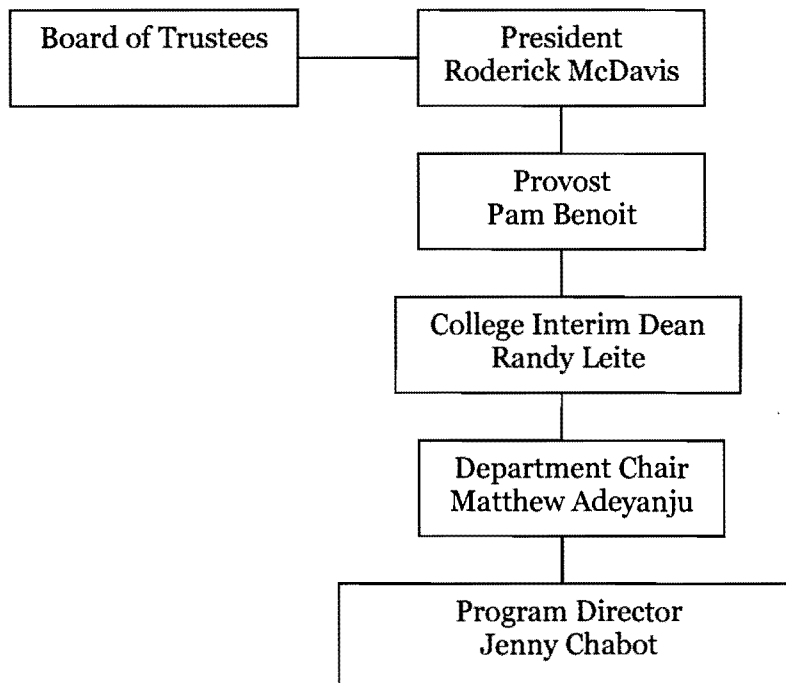 Board of Trustees
President
Roderick McDavis
Provost
Pam Benoit
College Interim Dean
Randy Leite
Department Chair
Matthew Adeyanju
Program Director
Jenny Chabot